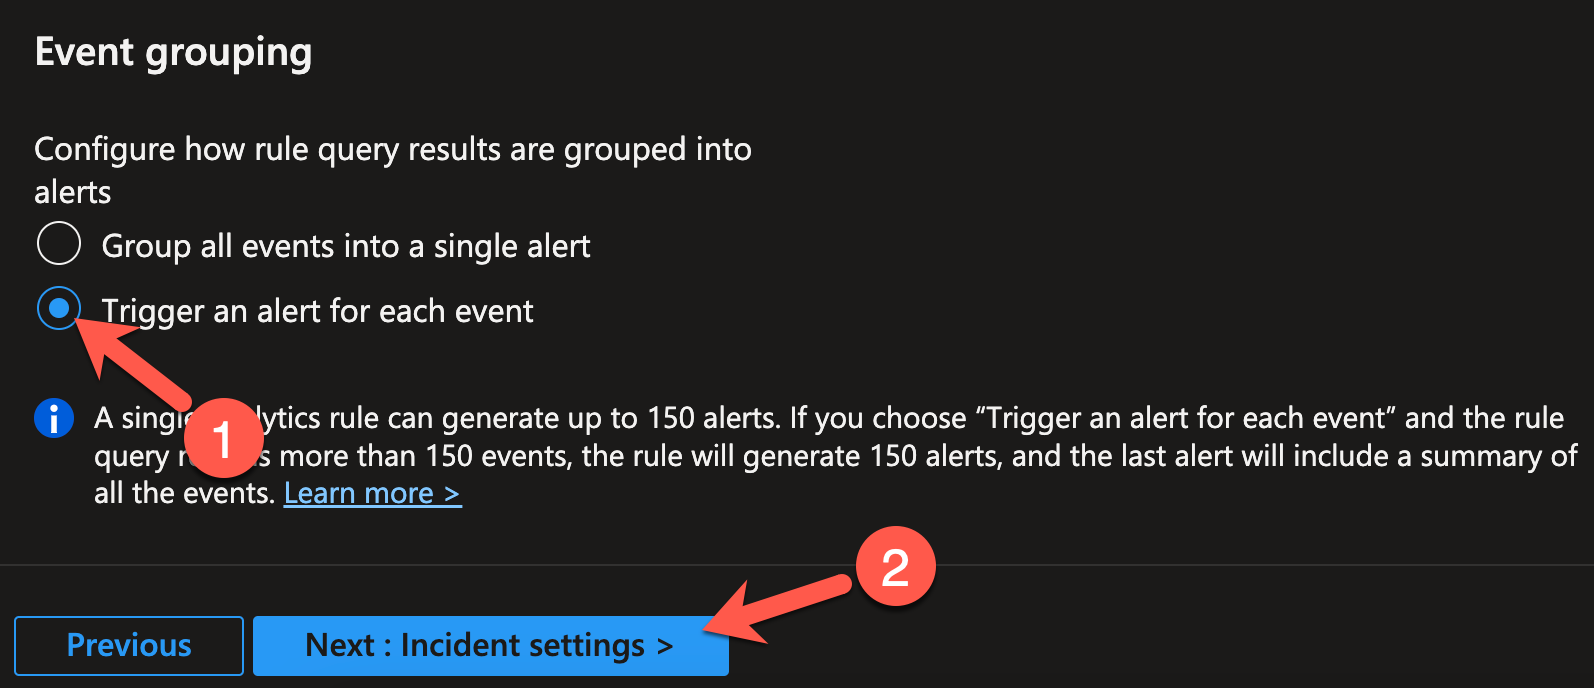 Event grouping
Configure how rule query results are grouped into
alerts
Group all events into a single alert
Trigger an alert for each event
1
A single lytics rule can generate up to 150 alerts. If you choose “Trigger an alert for each event” and the rule
query more than 150 events, the rule will generate 150 alerts, and the last alert will include a summary of
all the events. Learn more >
2
Previous
Next : Incident settings >